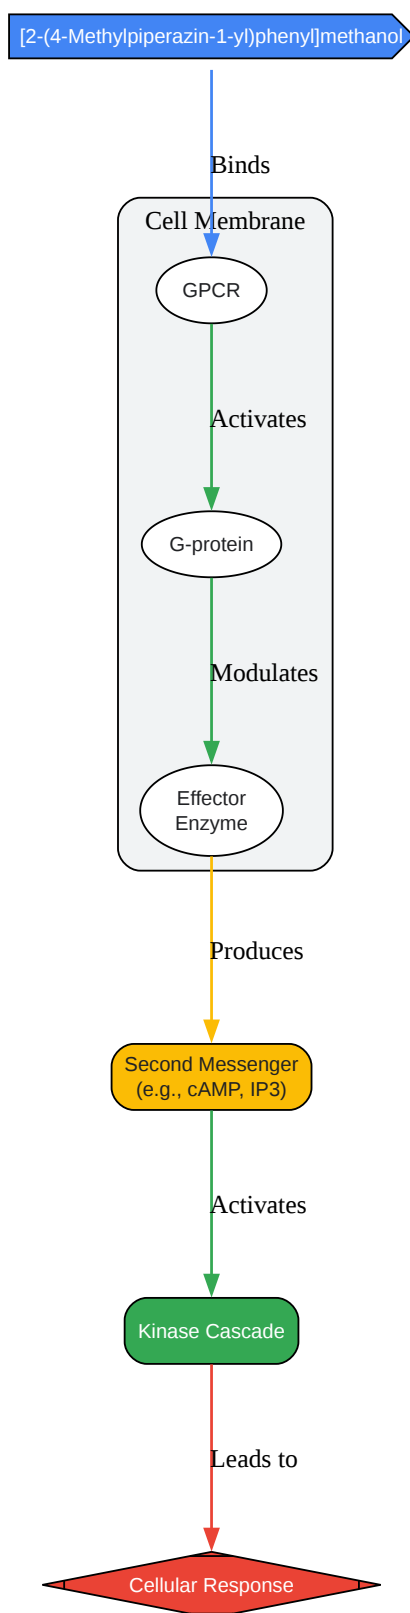 [2-(4-Methylpiperazin-1-yl)phenyl]methanol
Binds
Cell Membrane
GPCR
Activates
G-protein
Modulates
Effector
Enzyme
Produces
Second Messenger
(e.g., cAMP, IP3)
Activates
Kinase Cascade
Leads to
Cellular Response